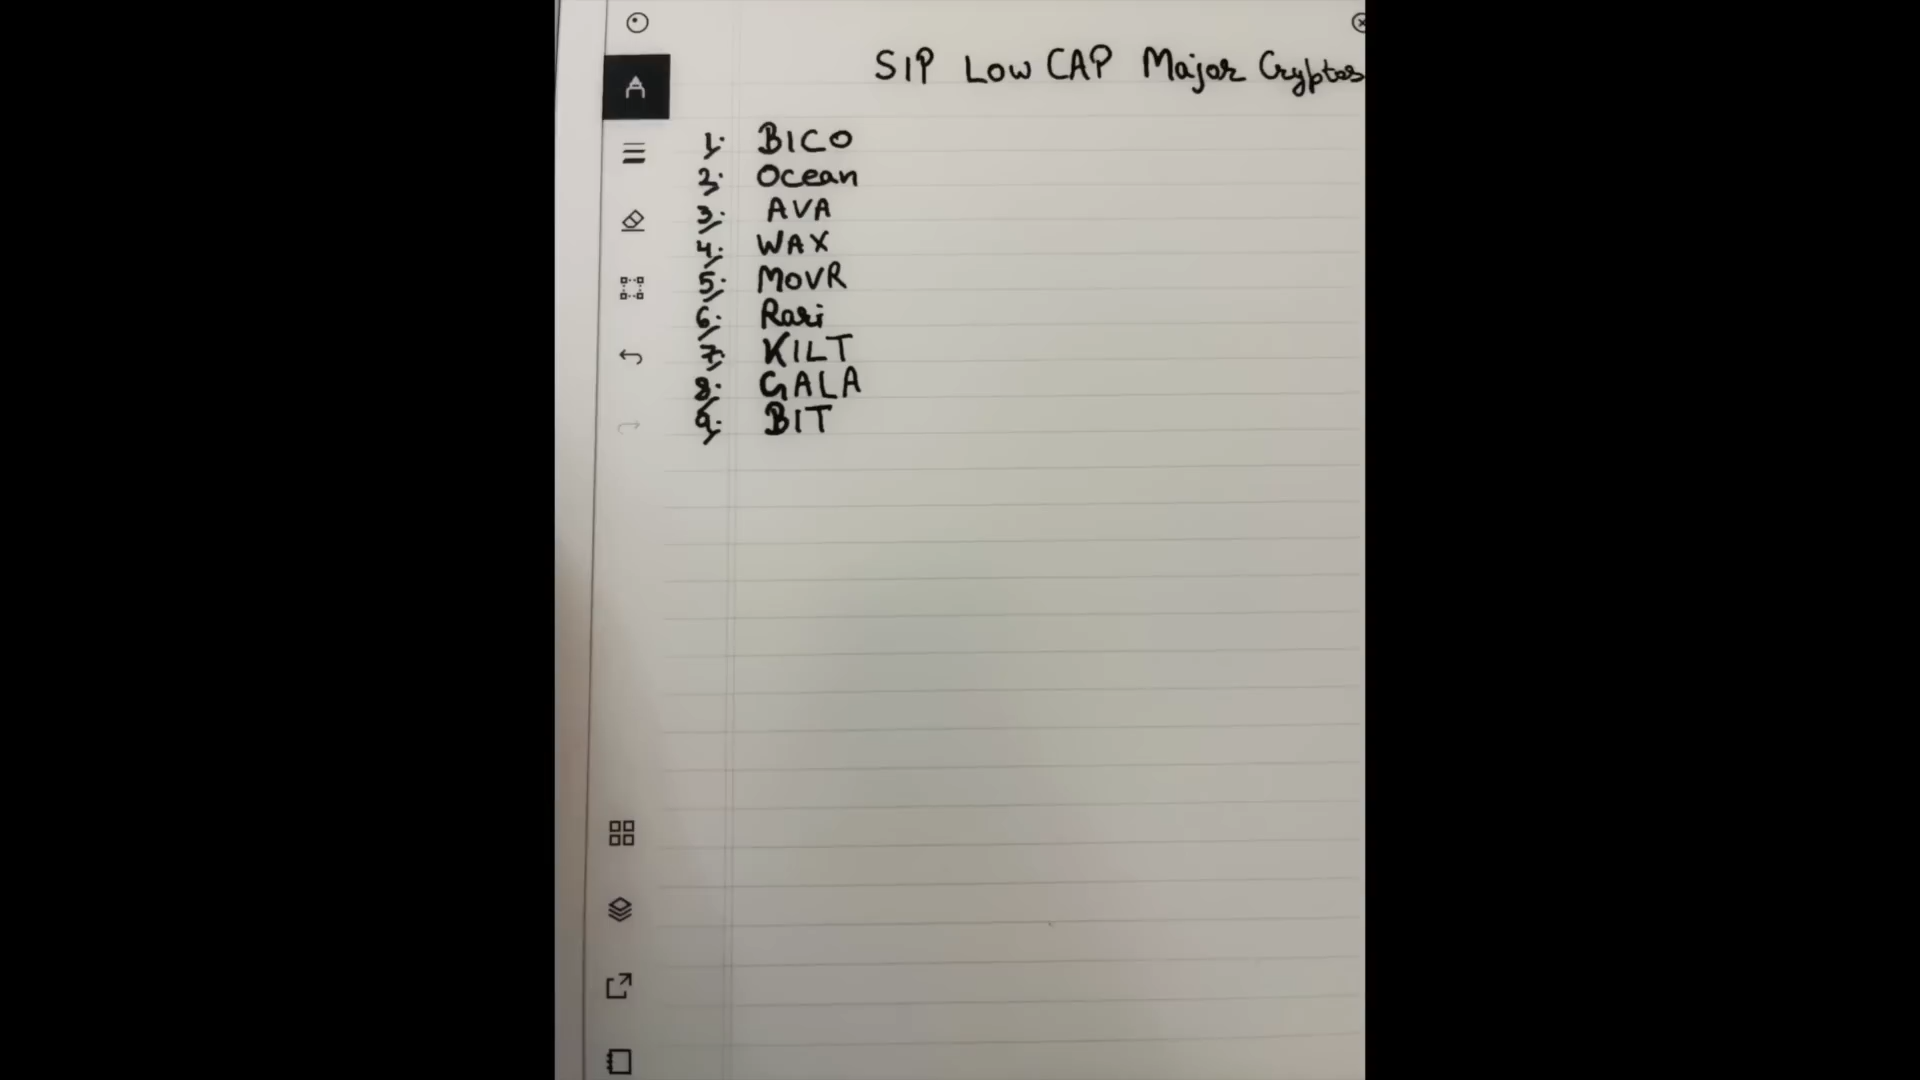 SIP Low CAP Major Cryptos
1. BICO
2. Ocean
3. AVA
4. WAX
5. MOVR
6. Rari
7. KILT
8. GALA
9. BIT